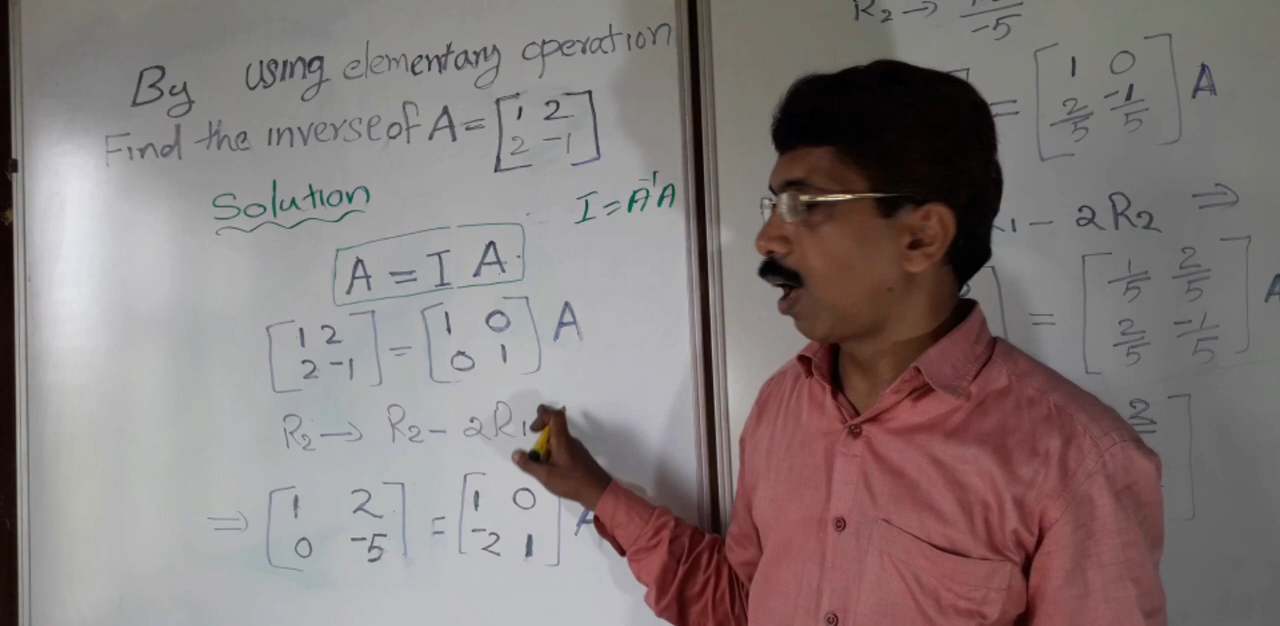 By using elementary operation
Find the inverse of A = [1 2
2 -1]
Solution
I = A⁻¹A
A = I A.
[1 2
2 -1] = [1 0
0 1] A
R₂ → R₂ - 2R₁
⇒ [1 2
0 -5] = [1 0
-2 1] A
R₂ →
-5
= [1 0
2/5 -1/5] A
- 2R₂ ⇒
= [1/5 2/5
2/5 -1/5] A
2
]